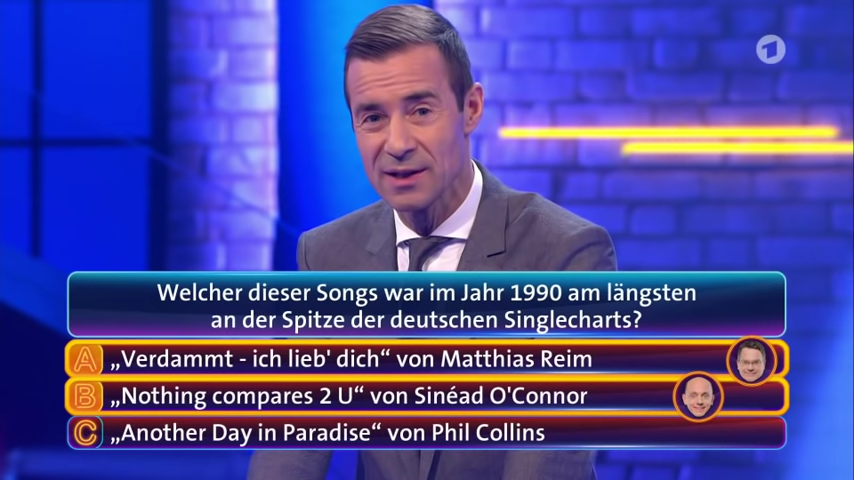 1
Welcher dieser Songs war im Jahr 1990 am längsten
an der Spitze der deutschen Singlecharts?
A „Verdammt - ich lieb' dich“ von Matthias Reim
B „Nothing compares 2 U“ von Sinéad O'Connor
C „Another Day in Paradise“ von Phil Collins